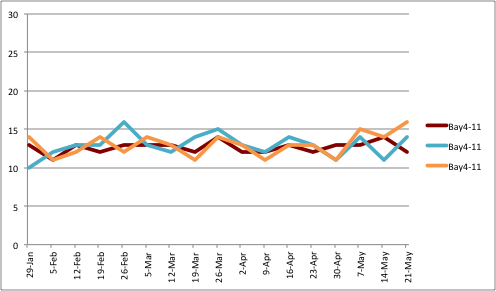 30
25
20
15
10
5
0
29-Jan
5-Feb
12-Feb
19-Feb
26-Feb
5-Mar
12-Mar
19-Mar
26-Mar
2-Apr
9-Apr
16-Apr
23-Apr
30-Apr
7-May
14-May
21-May
Bay4-11
Bay4-11
Bay4-11